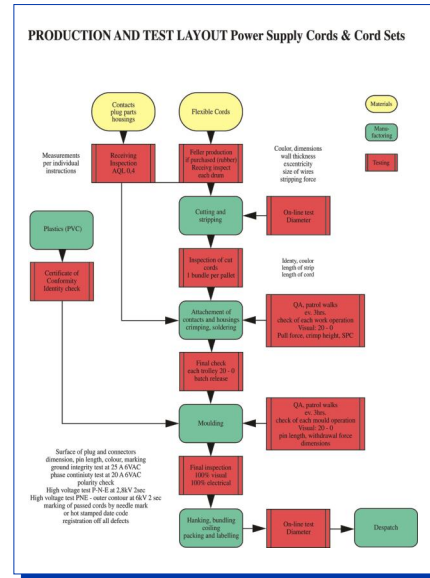 PRODUCTION AND TEST LAYOUT Power Supply Cords & Cord Sets
Contacts
plug parts
housings
Flexible Cords
Materials
Manu-
facturing
Testing
Measurements
per individual
instructions
Receiving
Inspection
AQL 0,4
Feller production
if purchased (rubber)
Receiv inspect
each drum
Coulor, dimensions
wall thickness
excentricity
size of wires
stripping force
Cutting and
stripping
On-line test
Diameter
Plastics (PVC)
Certificate of
Conformity
Identity check
Inspection of cut
cords
1 bundle per pallet
Identy, coolor
length of strip
length of cord
Attachement of
contacts and housings
crimping, soldering
QA, patrol walks
ev. 3hrs.
check of each work operation
Visual: 20 - 0
Pull force, crimp height, SPC
Final check
each trolley 20 - 0
batch release
Moulding
QA, patrol walks
ev. 3hrs.
check of each mould operation
Visual: 20 - 0
pin length, withdrawal force
dimensions
Surface of plug and connectors
dimension, pin length, colour, marking
ground integrity test at 25 A 6VAC
phase continiuty test at 20 A 6VAC
polarity check
High voltage test P-N-E at 2,8kV 2sec
High voltage test PNE - outer contour at 6kV 2 sec
marking of passed cords by needle mark
or hot stamped date code
registration off all defects
Final inspection
100% visual
100% electrical
Hanking, bundling
coiling
packing and labelling
On-line test
Diameter
Despatch